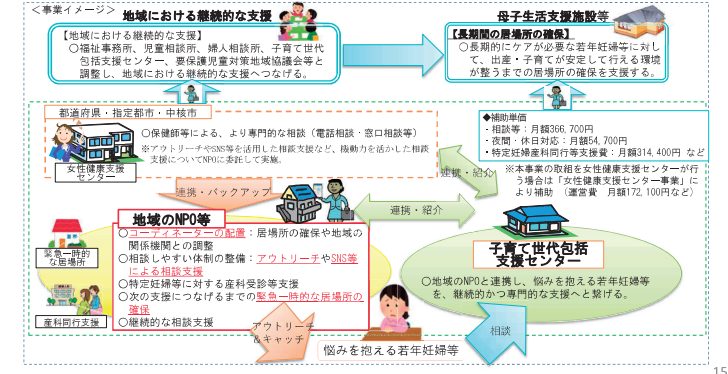 ＜事業イメージ＞
地域における継続的な支援
【地域における継続的な支援】
○福祉事務所、児童相談所、婦人相談所、子育て世代
包括支援センター、要保護児童対策地域協議会等と
調整し、地域における継続的な支援へつなげる。
母子生活支援施設等
【長期間の居場所の確保】
○長期的にケアが必要な若年妊婦等に対し
て、出産・子育てが安定して行える環境
が整うまでの居場所の確保を支援する。
都道府県・指定都市・中核市
○保健師等による、より専門的な相談（電話相談・窓口相談等）
※アウトリーチやSNS等を活用した相談支援など、機動力を活かした相談
支援についてNPOに委託して実施。
女性健康支援
センター
◆補助単価
・相談等：月額366,700円
・夜間・休日対応：月額54,700円
・特定妊婦産科同行等支援費：月額314,400円 など
※本事業の取組を女性健康支援センターが行
う場合は「女性健康支援センター事業」に
より補助　（運営費　月額172,100円など）
連携・紹介
連携・バックアップ
連携・紹介
地域のNPO等
○コーディネーターの配置：居場所の確保や地域の
関係機関との調整
○相談しやすい体制の整備：アウトリーチやSNS等
による相談支援
○特定妊婦等に対する産科受診等支援
○次の支援につなげるまでの緊急一時的な居場所の
確保
○継続的な相談支援
緊急一時的
な居場所
産科同行支援
子育て世代包括
支援センター
○地域のNPOと連携し、悩みを抱える若年妊婦等
を、継続的かつ専門的な支援へと繋げる。
アウトリーチ
＆キャッチ
相談
悩みを抱える若年妊婦等
15